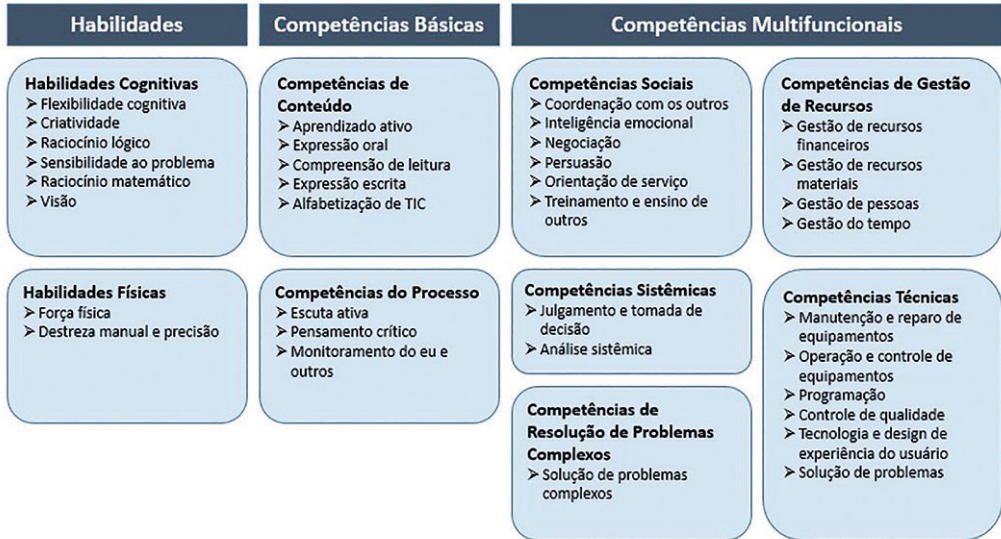 Habilidades
Habilidades Cognitivas
➢ Flexibilidade cognitiva
➢ Criatividade
➢ Raciocínio lógico
➢ Sensibilidade ao problema
➢ Raciocínio matemático
➢ Visão
Habilidades Físicas
➢ Força física
➢ Destreza manual e precisão
Competências Básicas
Competências de
Conteúdo
➢ Aprendizado ativo
➢ Expressão oral
➢ Compreensão de leitura
➢ Expressão escrita
➢ Alfabetização de TIC
Competências do Processo
➢ Escuta ativa
➢ Pensamento crítico
➢ Monitoramento do eu e
outros
Competências Multifuncionais
Competências Sociais
➢ Coordenação com os outros
➢ Inteligência emocional
➢ Negociação
➢ Persuasão
➢ Orientação de serviço
➢ Treinamento e ensino de
outros
Competências Sistêmicas
➢ Julgamento e tomada de
decisão
➢ Análise sistêmica
Competências de
Resolução de Problemas
Complexos
➢ Solução de problemas
complexos
Competências de Gestão
de Recursos
➢ Gestão de recursos
financeiros
➢ Gestão de recursos
materiais
➢ Gestão de pessoas
➢ Gestão do tempo
Competências Técnicas
➢ Manutenção e reparo de
equipamentos
➢ Operação e controle de
equipamentos
➢ Programação
➢ Controle de qualidade
➢ Tecnologia e design de
experiência do usuário
➢ Solução de problemas